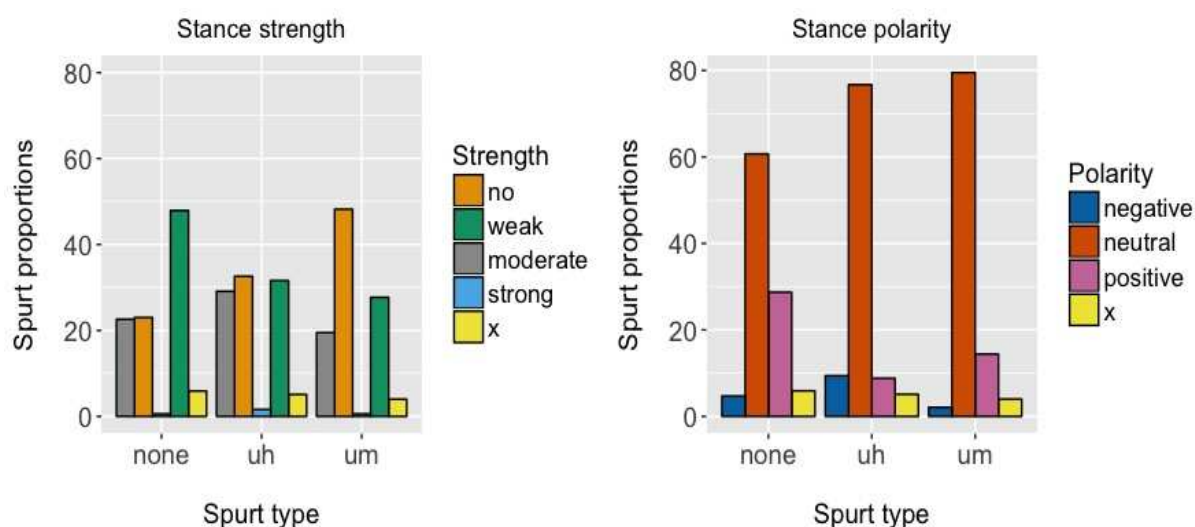 Stance strength
Spurt proportions
80
60
40
20
0
none uh um
Spurt type
Strength
no
weak
moderate
strong
x
Stance polarity
Spurt proportions
80
60
40
20
0
none uh um
Spurt type
Polarity
negative
neutral
positive
x